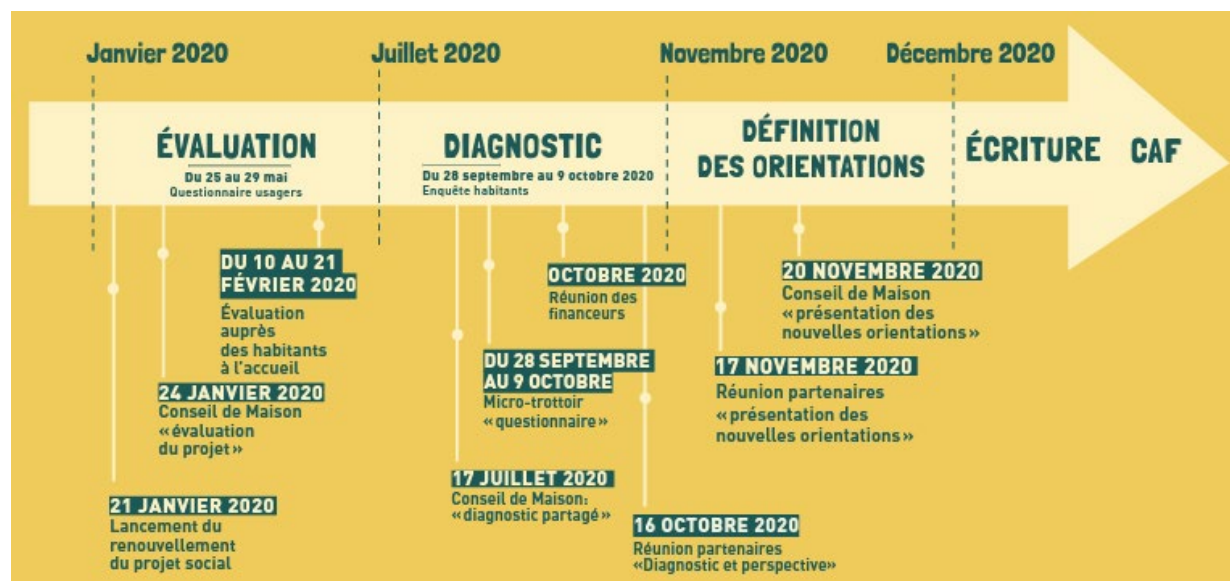 Janvier 2020
Juillet 2020
Novembre 2020
Décembre 2020
ÉVALUATION
Du 25 au 29 mai
Questionnaire usagers
DIAGNOSTIC
Du 28 septembre au 9 octobre 2020
Enquête habitants
DÉFINITION
DES ORIENTATIONS
ÉCRITURE
CAF
DU 10 AU 21
FÉVRIER 2020
Évaluation
auprès
des habitants
à l'accueil
24 JANVIER 2020
Conseil de Maison
«évaluation
du projet»
21 JANVIER 2020
Lancement du
renouvellement
du projet social
OCTOBRE 2020
Réunion des
financeurs
DU 28 SEPTEMBRE
AU 9 OCTOBRE
Micro-trottoir
«questionnaire»
17 JUILLET 2020
Conseil de Maison:
«diagnostic partagé»
16 OCTOBRE 2020
Réunion partenaires
«Diagnostic et perspective»
20 NOVEMBRE 2020
Conseil de Maison
«présentation des
nouvelles orientations»
17 NOVEMBRE 2020
Réunion partenaires
«présentation des
nouvelles orientations»